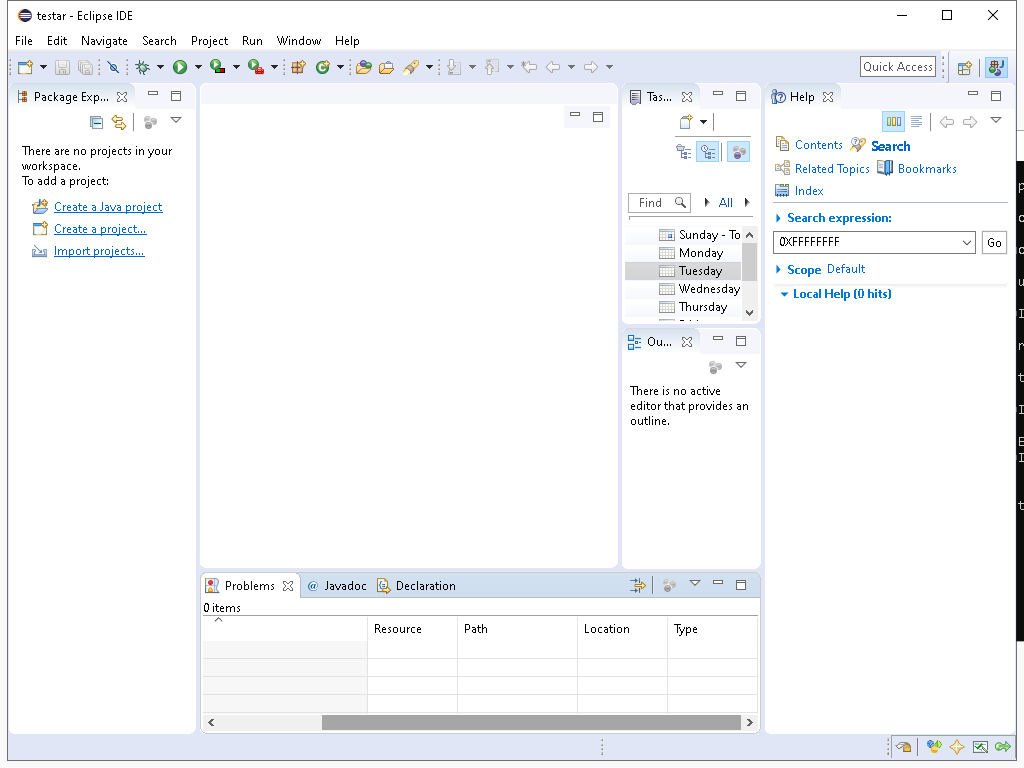 testar - Eclipse IDE
File Edit Navigate Search Project Run Window Help
Quick Access
Package Exp...
There are no projects in your
workspace.
To add a project:
Create a Java project
Create a project...
Import projects...
Tas...
Find
All
Sunday - To
Monday
Tuesday
Wednesday
Thursday
Ou...
There is no active
editor that provides an
outline.
Help
Contents Search
Related Topics Bookmarks
Index
Search expression:
0XFFFFFFFF Go
Scope Default
Local Help (0 hits)
Problems @ Javadoc Declaration
0 items
Resource Path Location Type